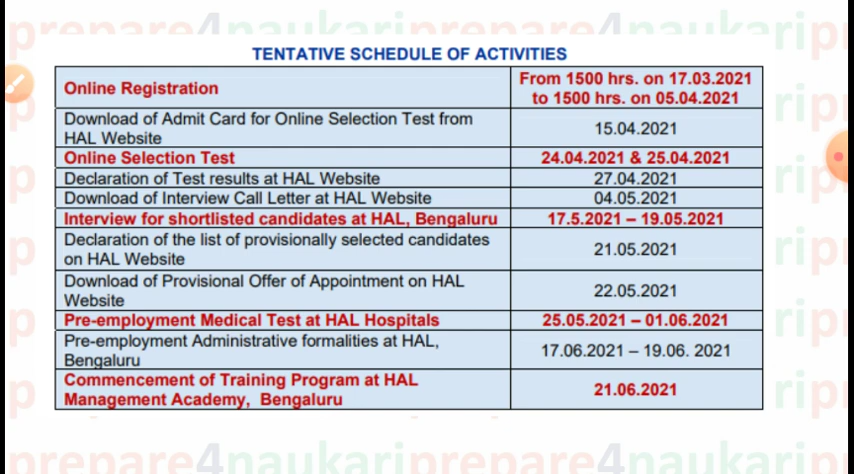 prepare4naukari
TENTATIVE SCHEDULE OF ACTIVITIES
Online Registration
From 1500 hrs. on 17.03.2021
to 1500 hrs. on 05.04.2021
Download of Admit Card for Online Selection Test from
HAL Website
15.04.2021
Online Selection Test
24.04.2021 & 25.04.2021
Declaration of Test results at HAL Website
27.04.2021
Download of Interview Call Letter at HAL Website
04.05.2021
Interview for shortlisted candidates at HAL, Bengaluru
17.5.2021 – 19.05.2021
Declaration of the list of provisionally selected candidates
on HAL Website
21.05.2021
Download of Provisional Offer of Appointment on HAL
Website
22.05.2021
Pre-employment Medical Test at HAL Hospitals
25.05.2021 – 01.06.2021
Pre-employment Administrative formalities at HAL,
Bengaluru
17.06.2021 – 19.06. 2021
Commencement of Training Program at HAL
Management Academy, Bengaluru
21.06.2021
prepare4naukari prepare4naukari